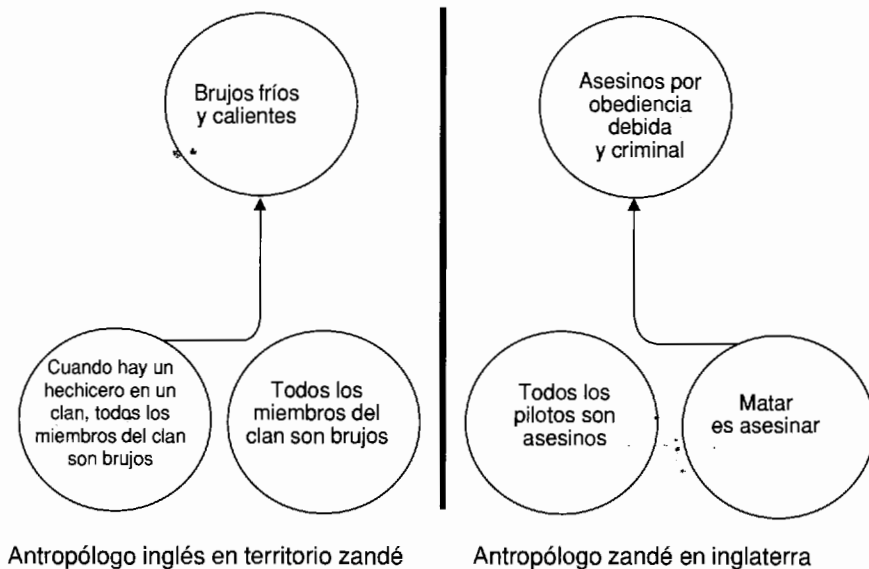 Brujos fríos
y calientes
Cuando hay un
hechicero en un
clan, todos los
miembros del clan
son brujos
Todos los
miembros del
clan son brujos
Antropólogo inglés en territorio zandé
Asesinos por
obediencia
debida
y criminal
Todos los
pilotos son
asesinos
Matar
es asesinar
Antropólogo zandé en inglaterra